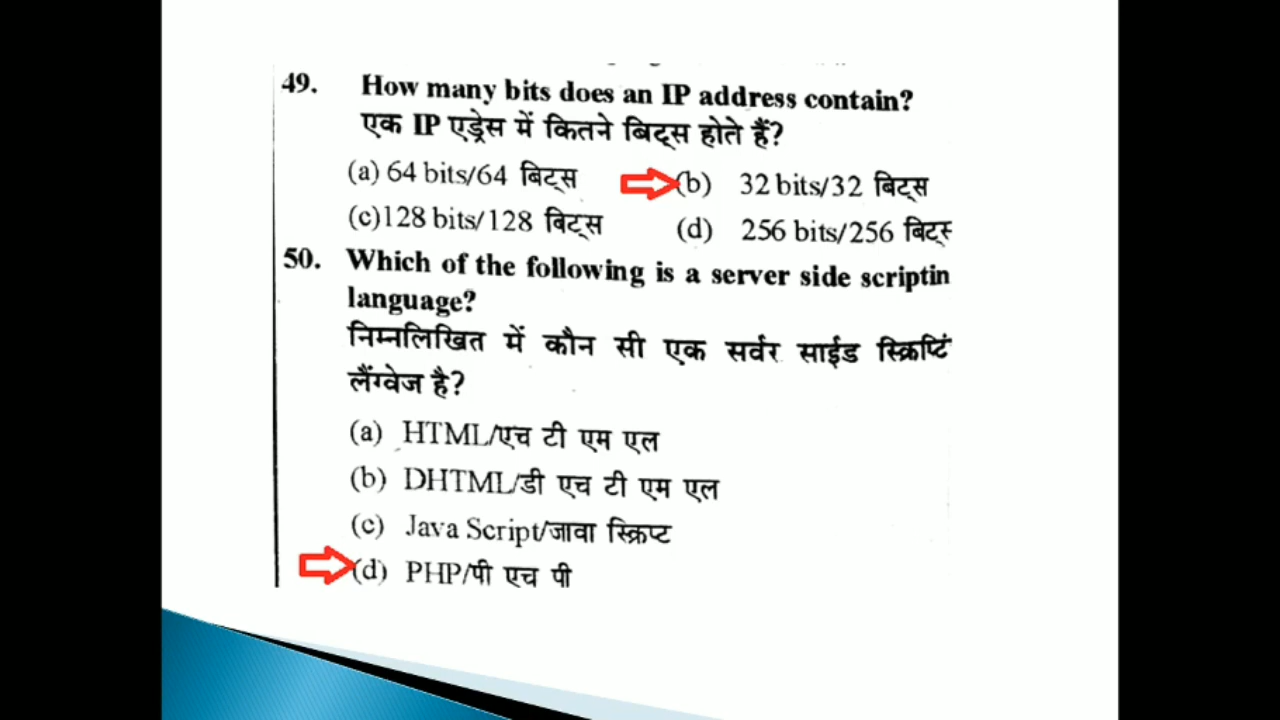 49. How many bits does an IP address contain?
एक IP एड्रेस में कितने बिट्स होते हैं?
(a) 64 bits/64 बिट्स (b) 32 bits/32 बिट्स
(c)128 bits/128 बिट्स (d) 256 bits/256 बिट्स
50. Which of the following is a server side scriptin
language?
निम्नलिखित में कौन सी एक सर्वर साईड स्क्रिप्टिं
लैंग्वेज है?
(a) HTML/एच टी एम एल
(b) DHTML/डी एच टी एम एल
(c) Java Script/जावा स्क्रिप्ट
(d) PHP/पी एच पी